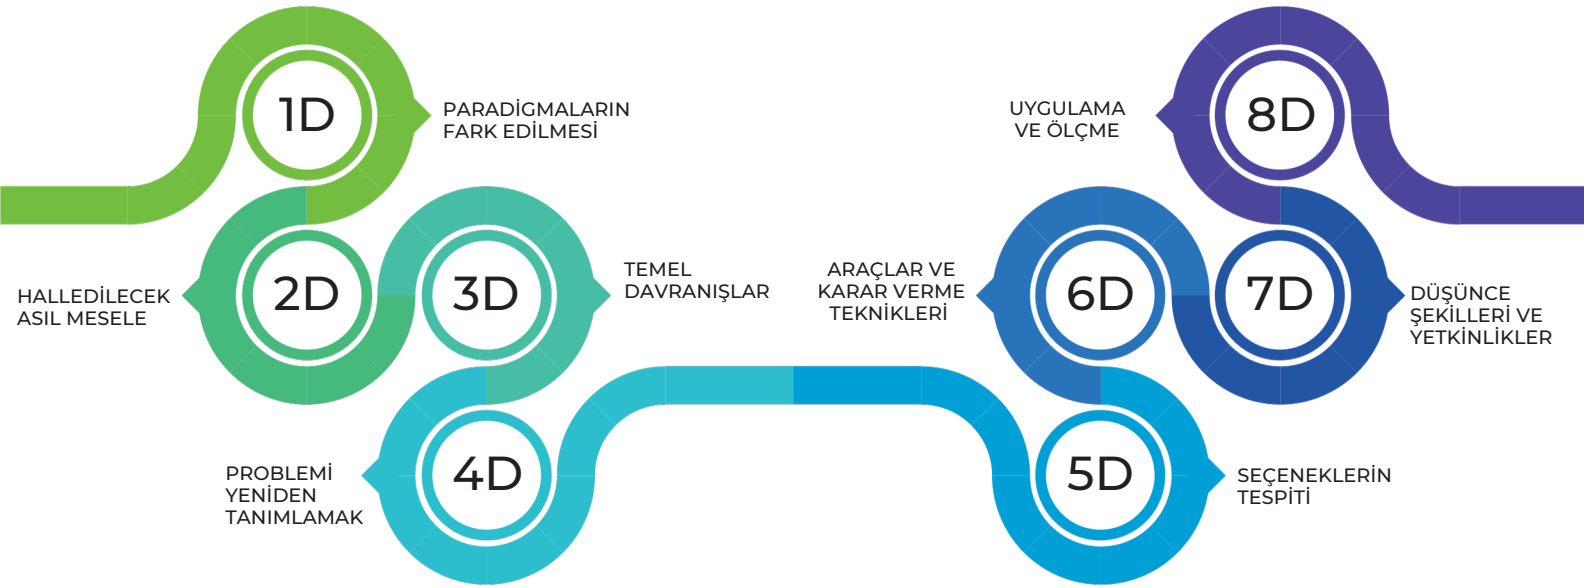 1D
PARADİGMALARIN
FARK EDİLMESİ
2D
HALLEDİLECEK
ASIL MESELE
3D
TEMEL
DAVRANIŞLAR
4D
PROBLEMİ
YENİDEN
TANIMLAMAK
5D
SEÇENEKLERİN
TESPİTİ
6D
ARAÇLAR VE
KARAR VERME
TEKNİKLERİ
7D
DÜŞÜNCE
ŞEKİLLERİ VE
YETKİNLİKLER
8D
UYGULAMA
VE ÖLÇME